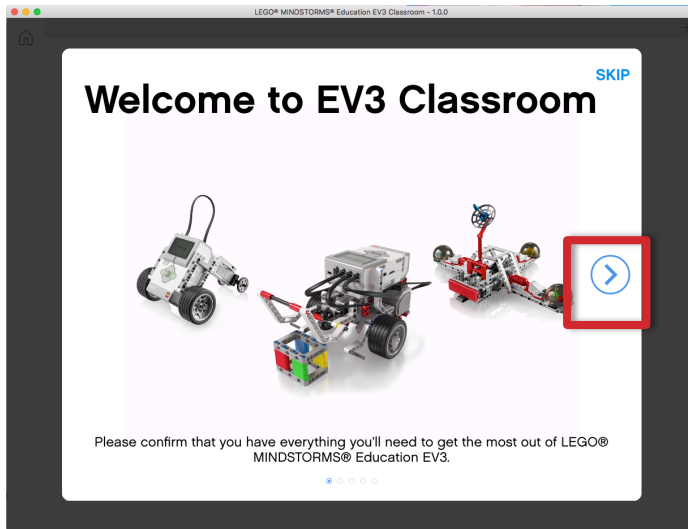 LEGO® MINDSTORMS® Education EV3 Classroom - 1.0.0
SKIP
Welcome to EV3 Classroom
Please confirm that you have everything you'll need to get the most out of LEGO®
MINDSTORMS® Education EV3.